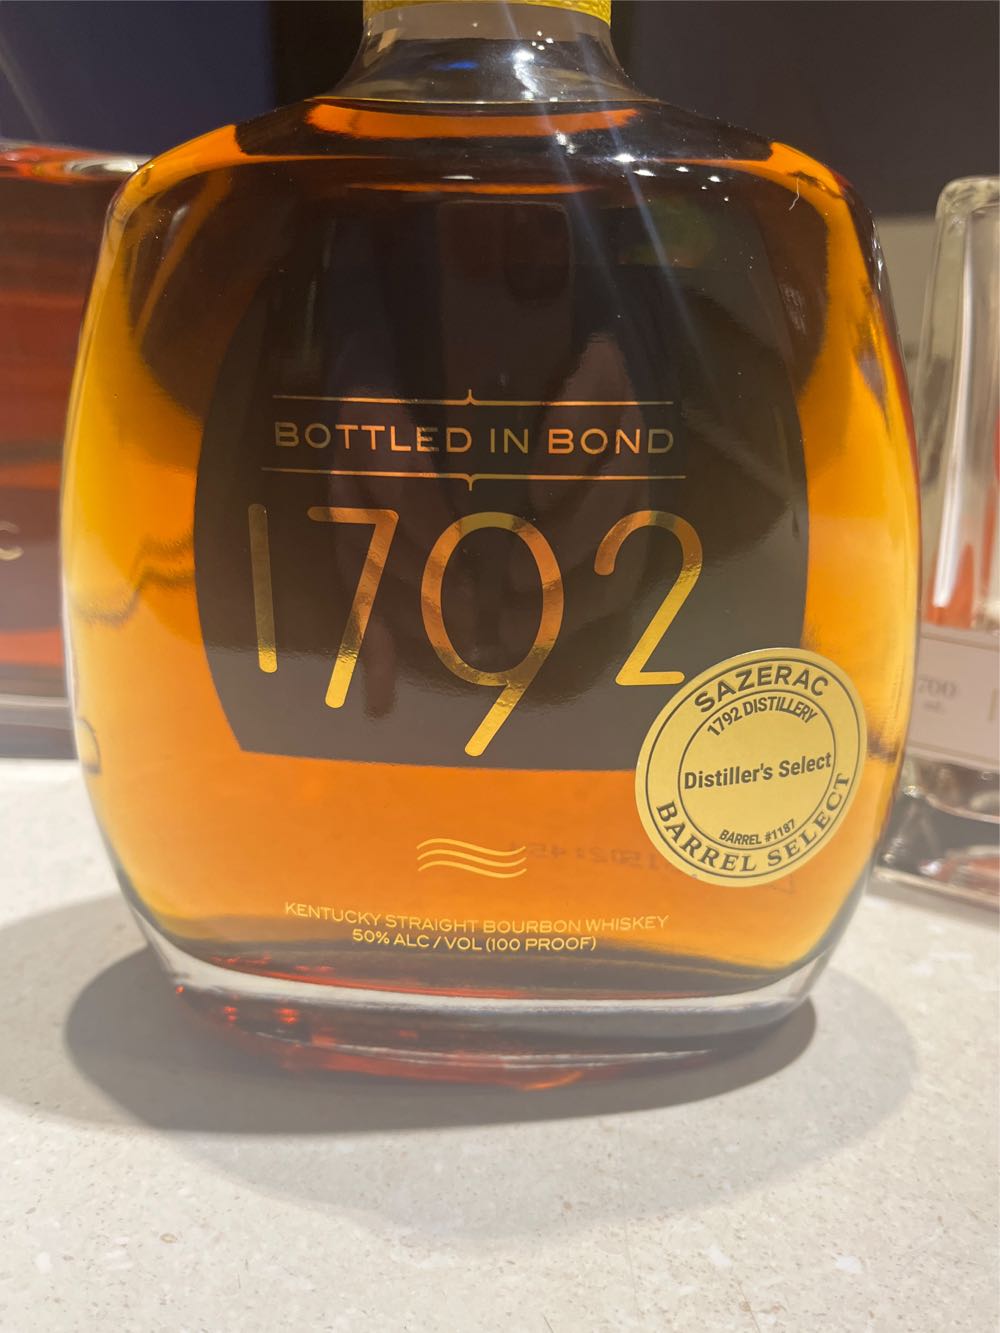 BOTTLED IN BOND
1792
SAZERAC
1792 DISTILLERY
Distiller's Select
BARREL #1187
BARREL SELECT
KENTUCKY STRAIGHT BOURBON WHISKEY
50% ALC / VOL (100 PROOF)
C
700